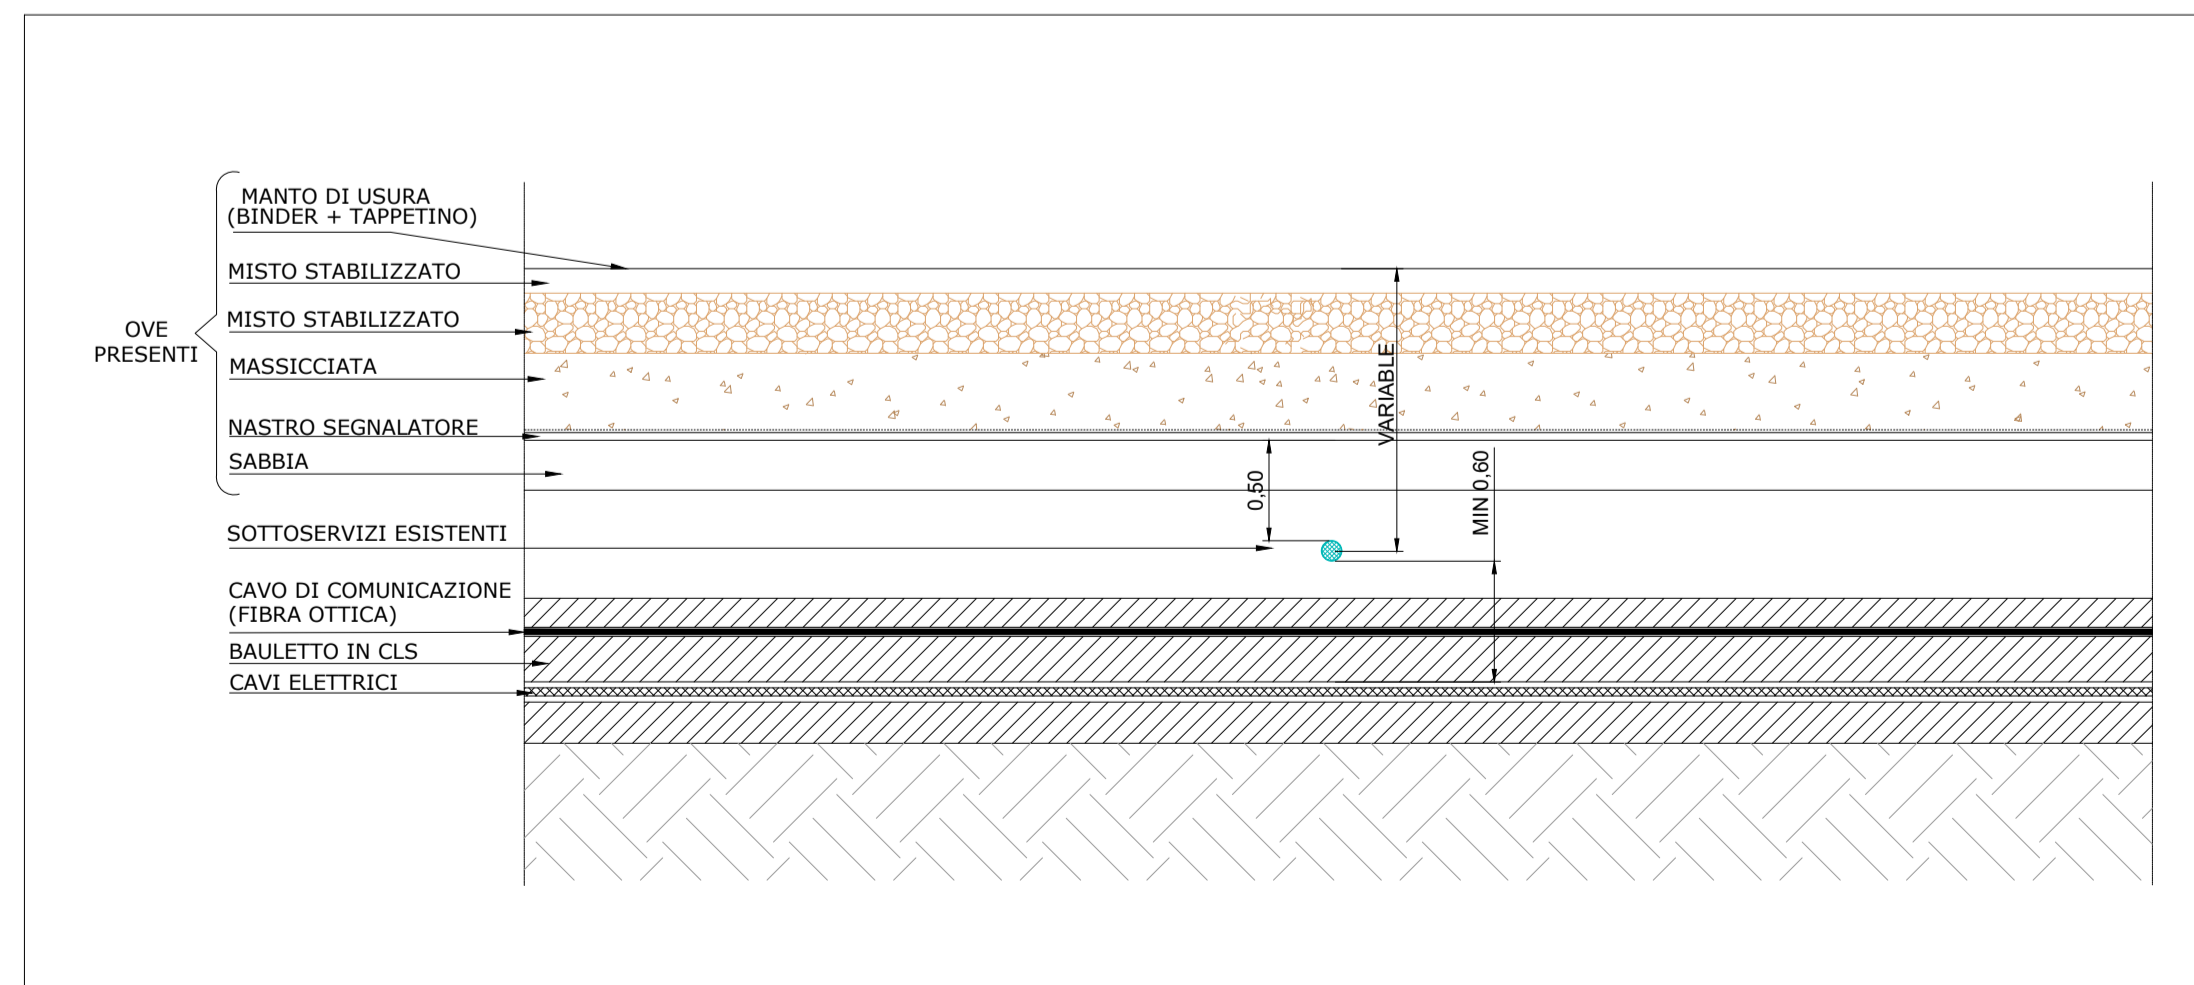 MANTO DI USURA
(BINDER + TAPPETINO)
MISTO STABILIZZATO
MISTO STABILIZZATO
OVE
PRESENTI
MASSICCIATA
NASTRO SEGNALATORE
SABBIA
SOTTOSERVIZI ESISTENTI
CAVO DI COMUNICAZIONE
(FIBRA OTTICA)
BAULETTO IN CLS
CAVI ELETTRICI
0,50
VARIABLE
MIN 0,60